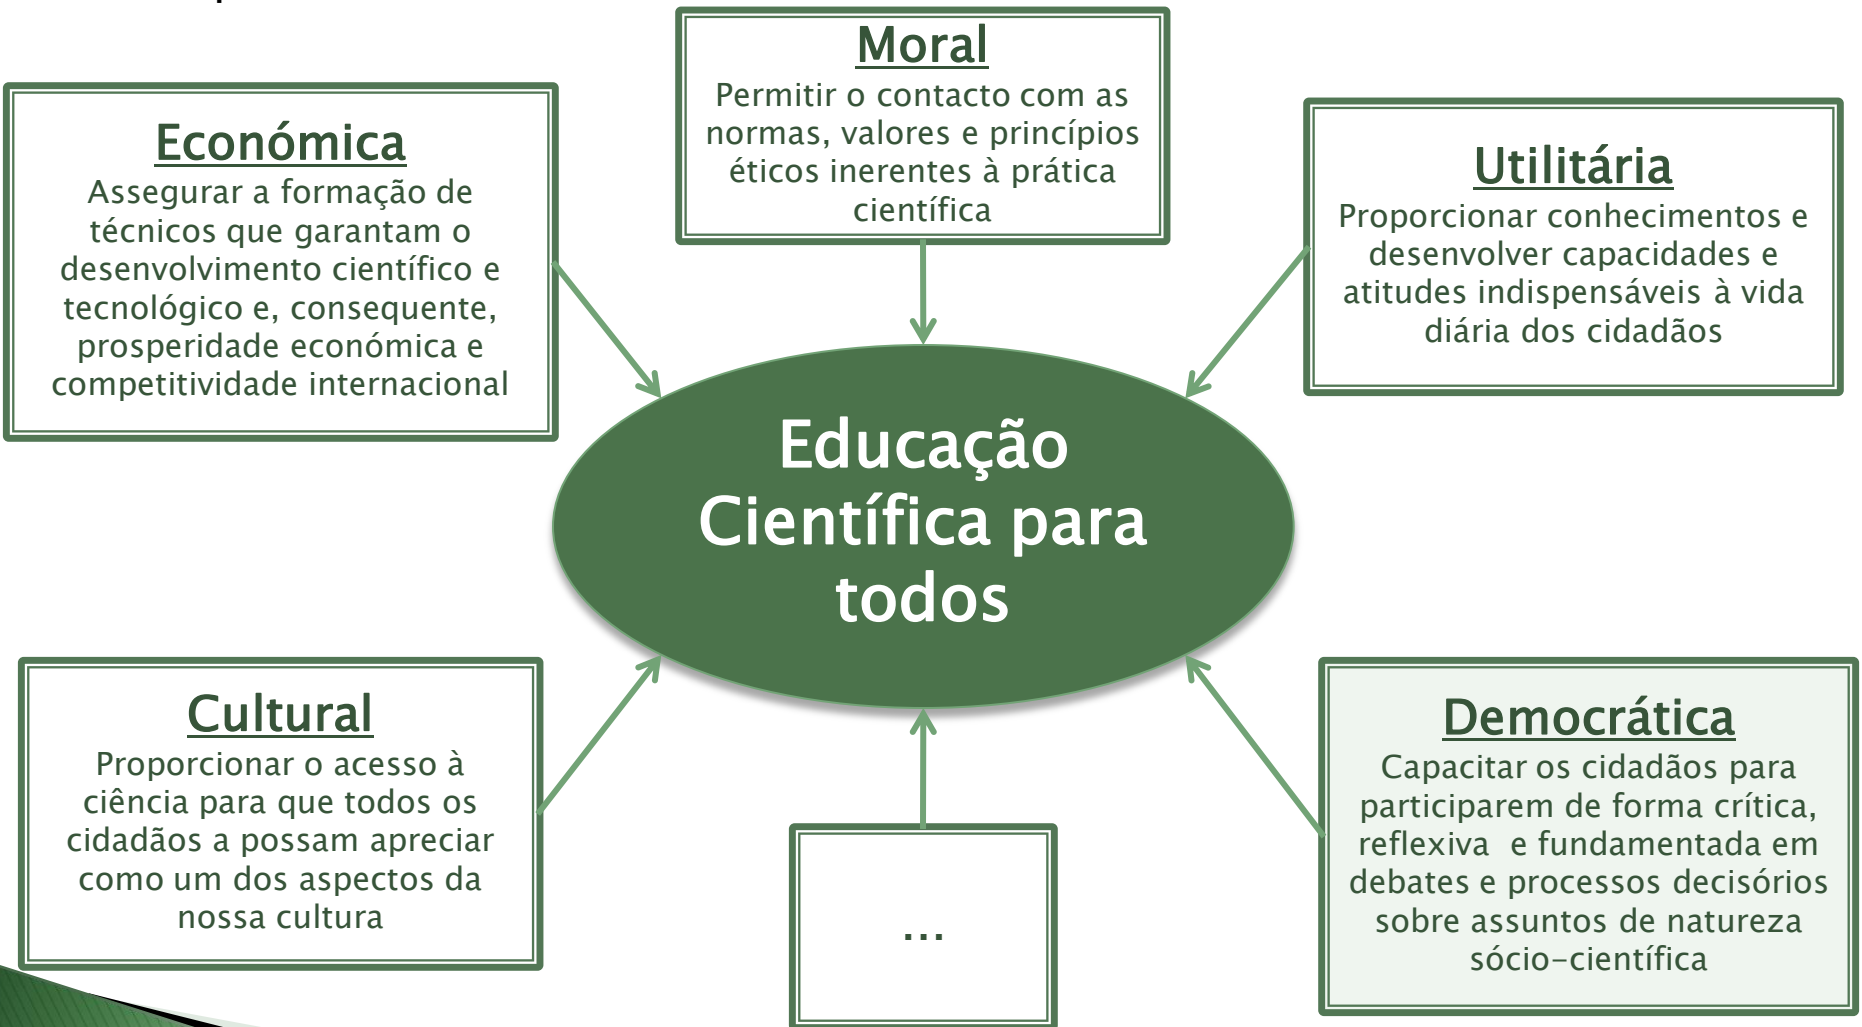 Moral
Permitir o contacto com as
normas, valores e princípios
éticos inerentes à prática
científica
Económica
Assegurar a formação de
técnicos que garantam o
desenvolvimento científico e
tecnológico e, consequente,
prosperidade económica e
competitividade internacional
Utilitária
Proporcionar conhecimentos e
desenvolver capacidades e
atitudes indispensáveis à vida
diária dos cidadãos
Educação
Científica para
todos
Cultural
Proporcionar o acesso à
ciência para que todos os
cidadãos a possam apreciar
como um dos aspectos da
nossa cultura
...
Democrática
Capacitar os cidadãos para
participarem de forma crítica,
reflexiva  e fundamentada em
debates e processos decisórios
sobre assuntos de natureza
sócio-científica